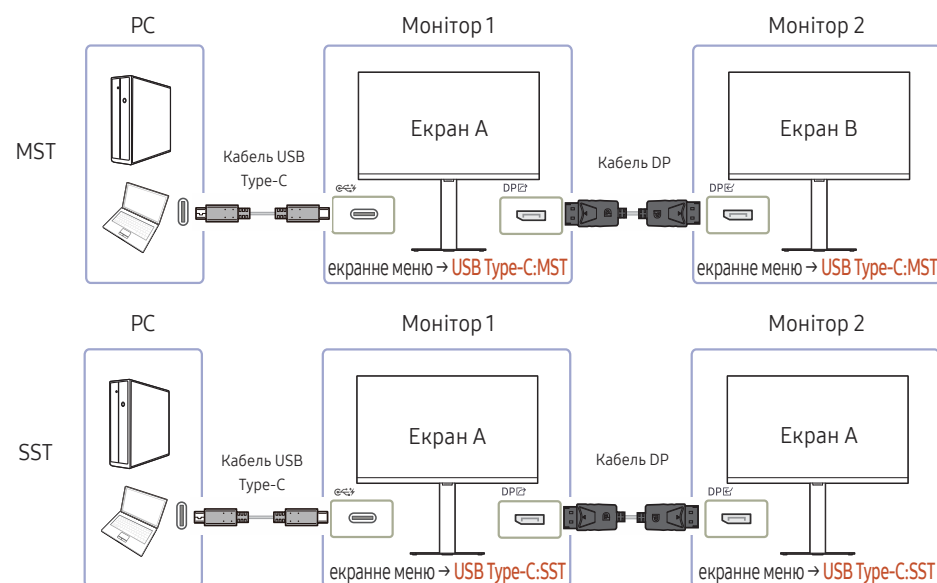 PC
Монітор 1
Монітор 2
MST
Екран A
Екран B
Кабель USB
Type-C
Кабель DP
DP
DP
екранне меню → USB Type-C:MST
екранне меню → USB Type-C:MST
PC
Монітор 1
Монітор 2
SST
Екран A
Екран A
Кабель USB
Type-C
Кабель DP
DP
DP
екранне меню → USB Type-C:SST
екранне меню → USB Type-C:SST